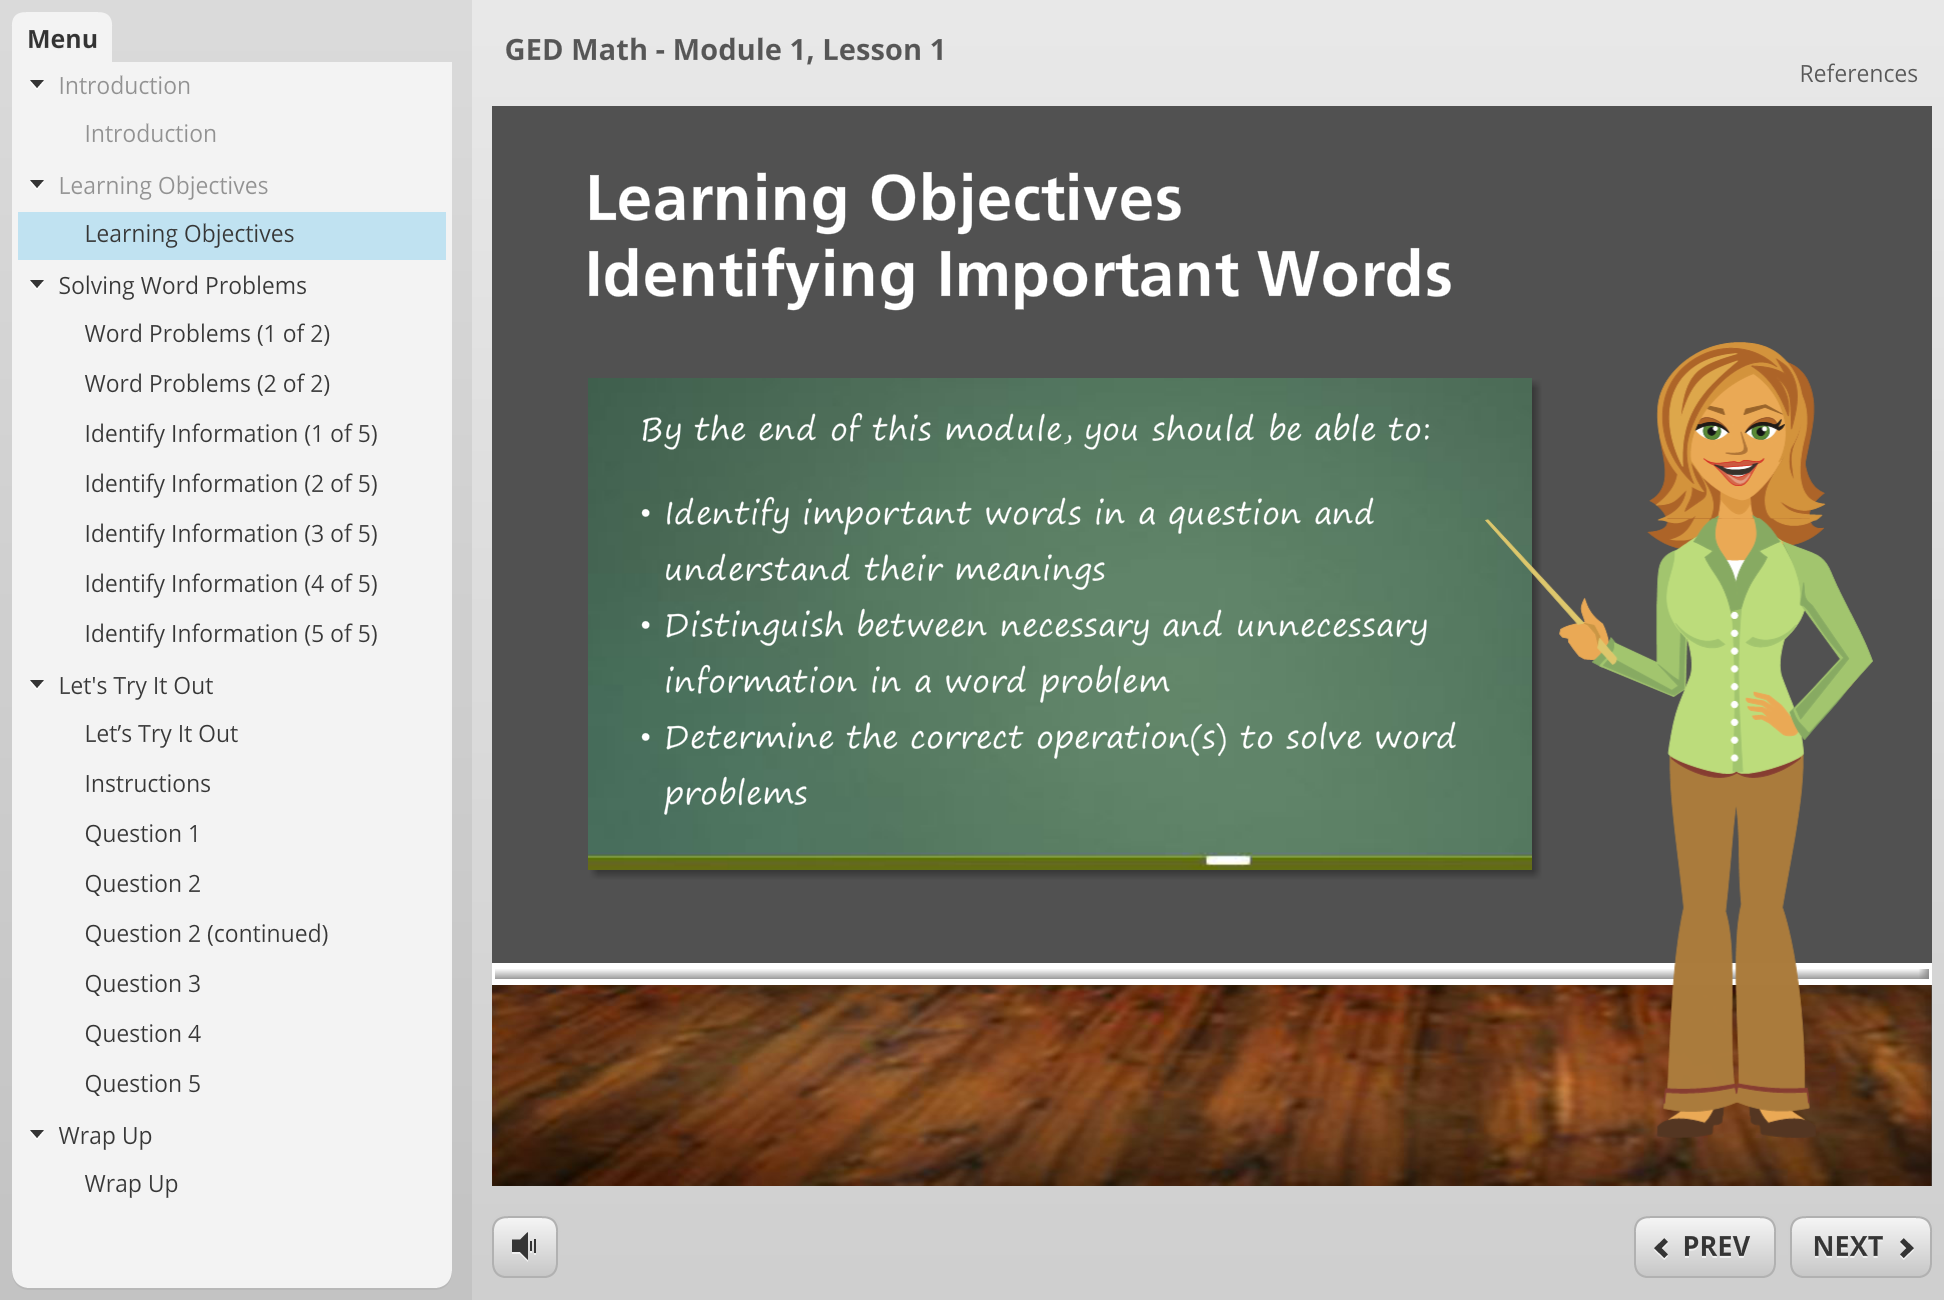 Menu
Introduction
Introduction
Learning Objectives
Learning Objectives
Solving Word Problems
Word Problems (1 of 2)
Word Problems (2 of 2)
Identify Information (1 of 5)
Identify Information (2 of 5)
Identify Information (3 of 5)
Identify Information (4 of 5)
Identify Information (5 of 5)
Let's Try It Out
Let’s Try It Out
Instructions
Question 1
Question 2
Question 2 (continued)
Question 3
Question 4
Question 5
Wrap Up
Wrap Up
GED Math - Module 1, Lesson 1
References
Learning Objectives
Identifying Important Words
By the end of this module, you should be able to:
• Identify important words in a question and
understand their meanings
• Distinguish between necessary and unnecessary
information in a word problem
• Determine the correct operation(s) to solve word
problems
PREV
NEXT